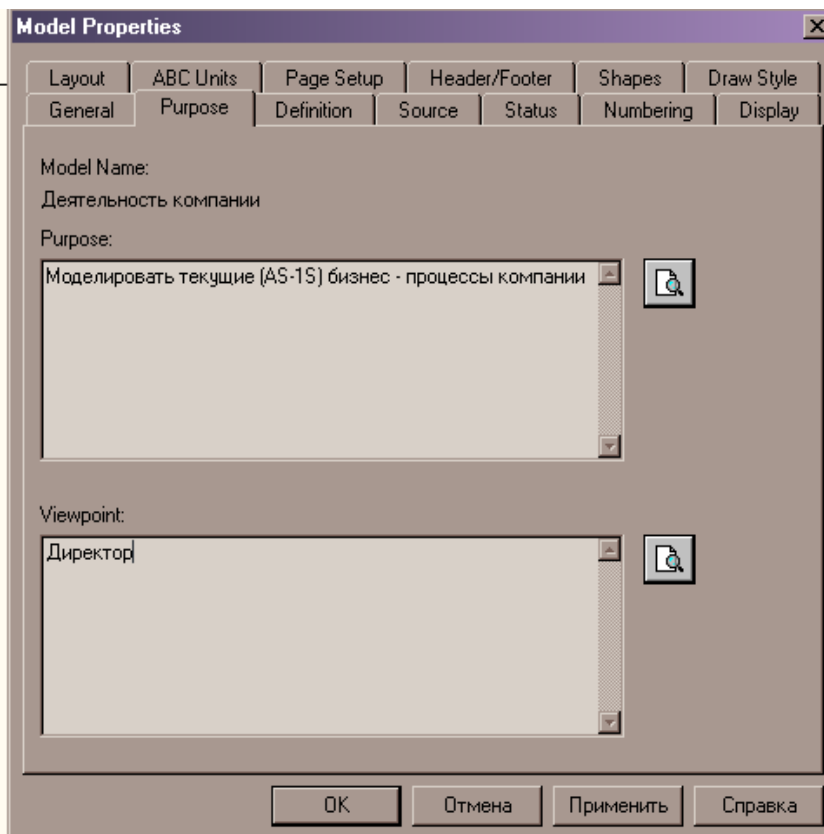 Model Properties
Layout ABC Units Page Setup Header/Footer Shapes Draw Style
General Purpose Definition Source Status Numbering Display
Model Name:
Деятельность компании
Purpose:
Моделировать текущие (AS-1S) бизнес - процессы компании
Viewpoint:
Директор
OK Отмена Применить Справка